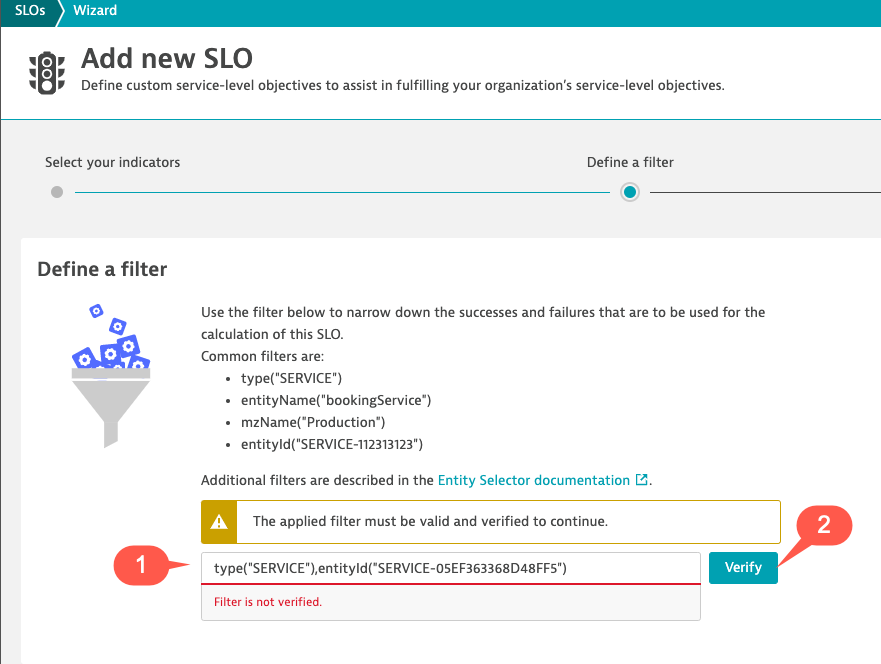 SLOs Wizard
Add new SLO
Define custom service-level objectives to assist in fulfilling your organization's service-level objectives.
Select your indicators Define a filter
Define a filter
Use the filter below to narrow down the successes and failures that are to be used for the
calculation of this SLO.
Common filters are:
• type("SERVICE")
• entityName("bookingService")
• mzName("Production")
• entityId("SERVICE-112313123")
Additional filters are described in the Entity Selector documentation.
The applied filter must be valid and verified to continue.
2
1 type("SERVICE"),entityId("SERVICE-05EF363368D48FF5") Verify
Filter is not verified.